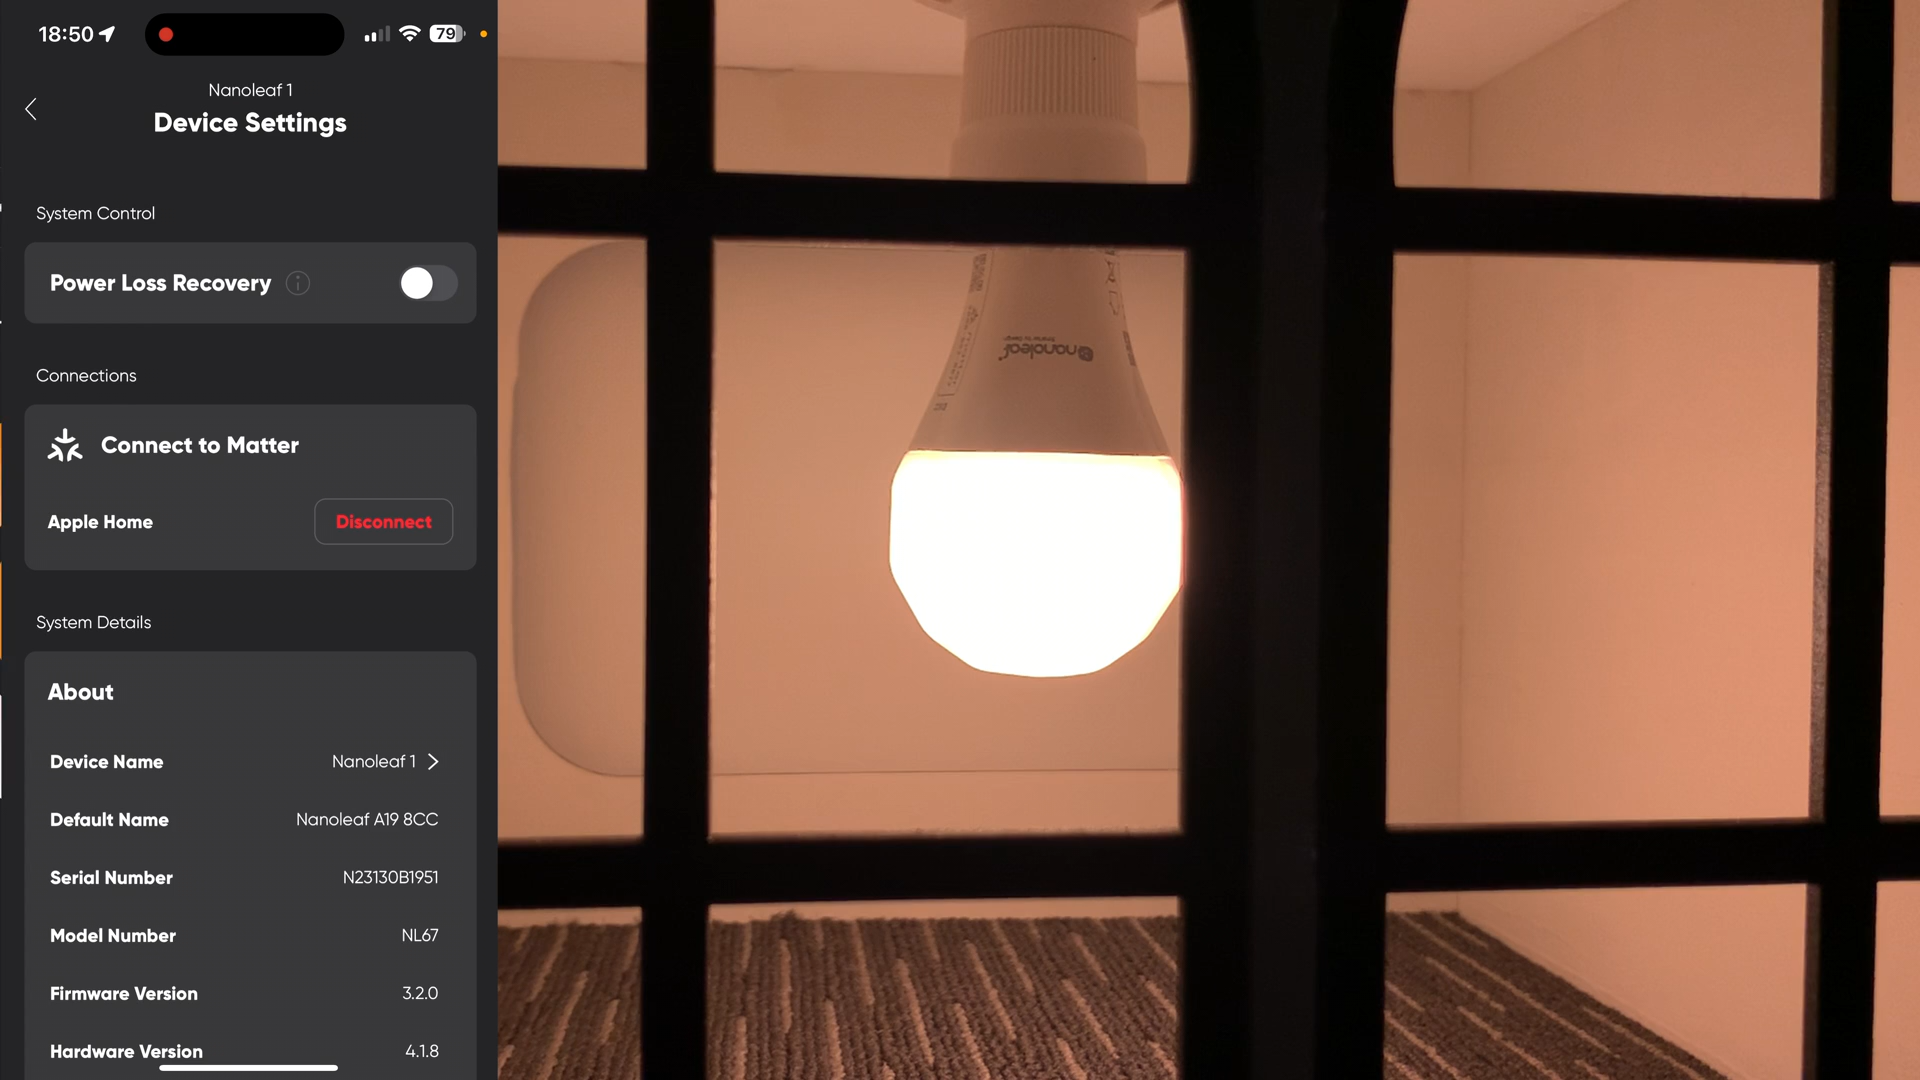 18:50
79
Nanoleaf 1
Device Settings
System Control
Power Loss Recovery
Connections
Connect to Matter
Apple Home
Disconnect
System Details
About
Device Name
Nanoleaf 1
Default Name
Nanoleaf A19 8CC
Serial Number
N23130B1951
Model Number
NL67
Firmware Version
3.2.0
Hardware Version
4.1.8
nanoleaf